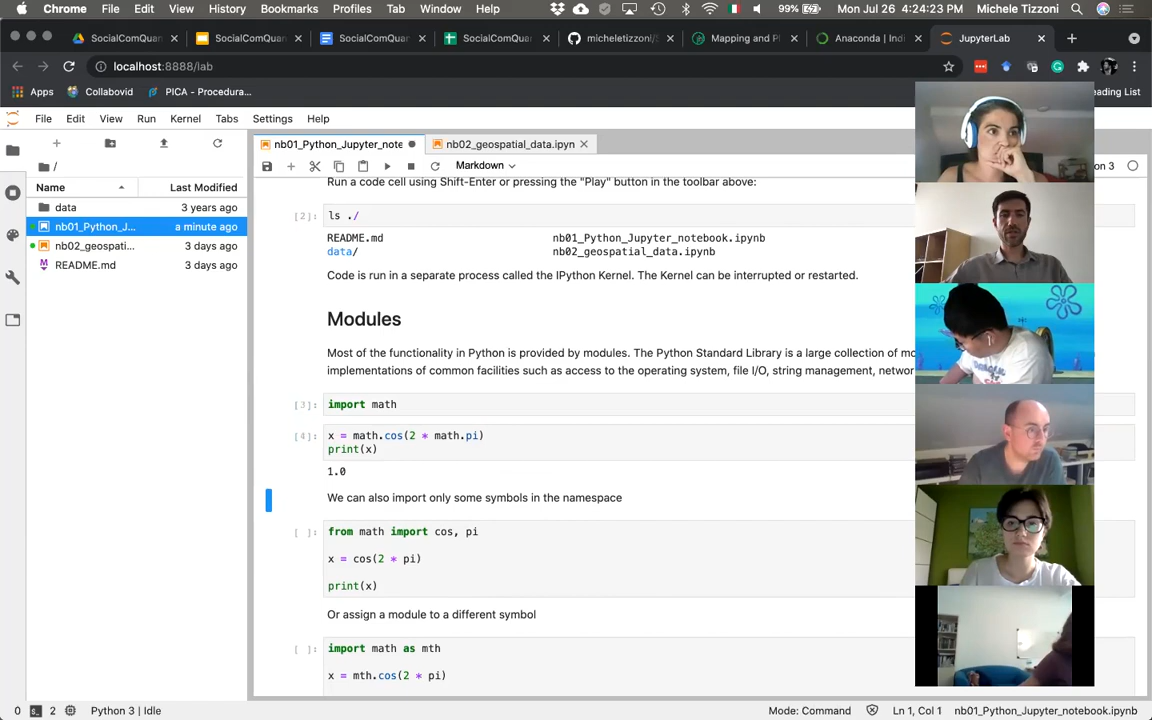 Chrome File Edit View History Bookmarks Profiles Tab Window Help 99% Mon Jul 26 4:24:23 PM Michele Tizzoni
SocialComQuan SocialComQuan SocialComQuan SocialComQuan micheletizzoni/S Mapping and Pl Anaconda | Indi JupyterLab
localhost:8888/lab
Apps Collabovid PICA - Procedura... eading List
File Edit View Run Kernel Tabs Settings Help
nb01_Python_Jupyter_note nb02_geospatial_data.ipyn
Markdown n 3
/
Name Last Modified
data 3 years ago
nb01_Python_J... a minute ago
nb02_geospati... 3 days ago
README.md 3 days ago
Run a code cell using Shift-Enter or pressing the "Play" button in the toolbar above:
[2]: ls ./
README.md nb01_Python_Jupyter_notebook.ipynb
data/ nb02_geospatial_data.ipynb
Code is run in a separate process called the IPython Kernel. The Kernel can be interrupted or restarted.
Modules
Most of the functionality in Python is provided by modules. The Python Standard Library is a large collection of mo
implementations of common facilities such as access to the operating system, file I/O, string management, networ
[3]: import math
[4]: x = math.cos(2 * math.pi)
print(x)
1.0
We can also import only some symbols in the namespace
[ ]: from math import cos, pi
x = cos(2 * pi)
print(x)
Or assign a module to a different symbol
[ ]: import math as mth
x = mth.cos(2 * pi)
0 2 Python 3 | Idle Mode: Command Ln 1, Col 1 nb01_Python_Jupyter_notebook.ipynb